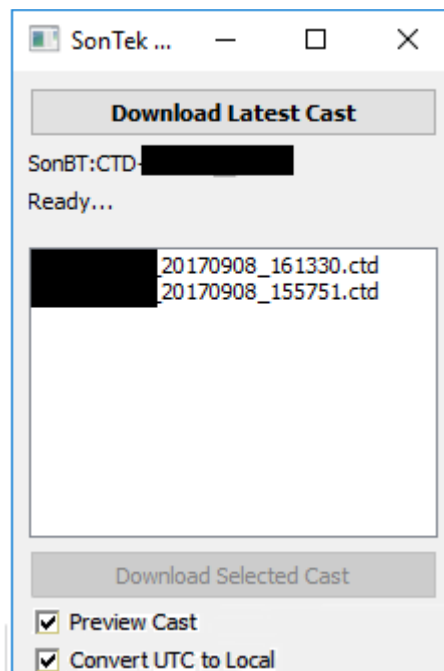 SonTek ...
Download Latest Cast
SonBT:CTD-
Ready...
_20170908_161330.ctd
_20170908_155751.ctd
Download Selected Cast
Preview Cast
Convert UTC to Local